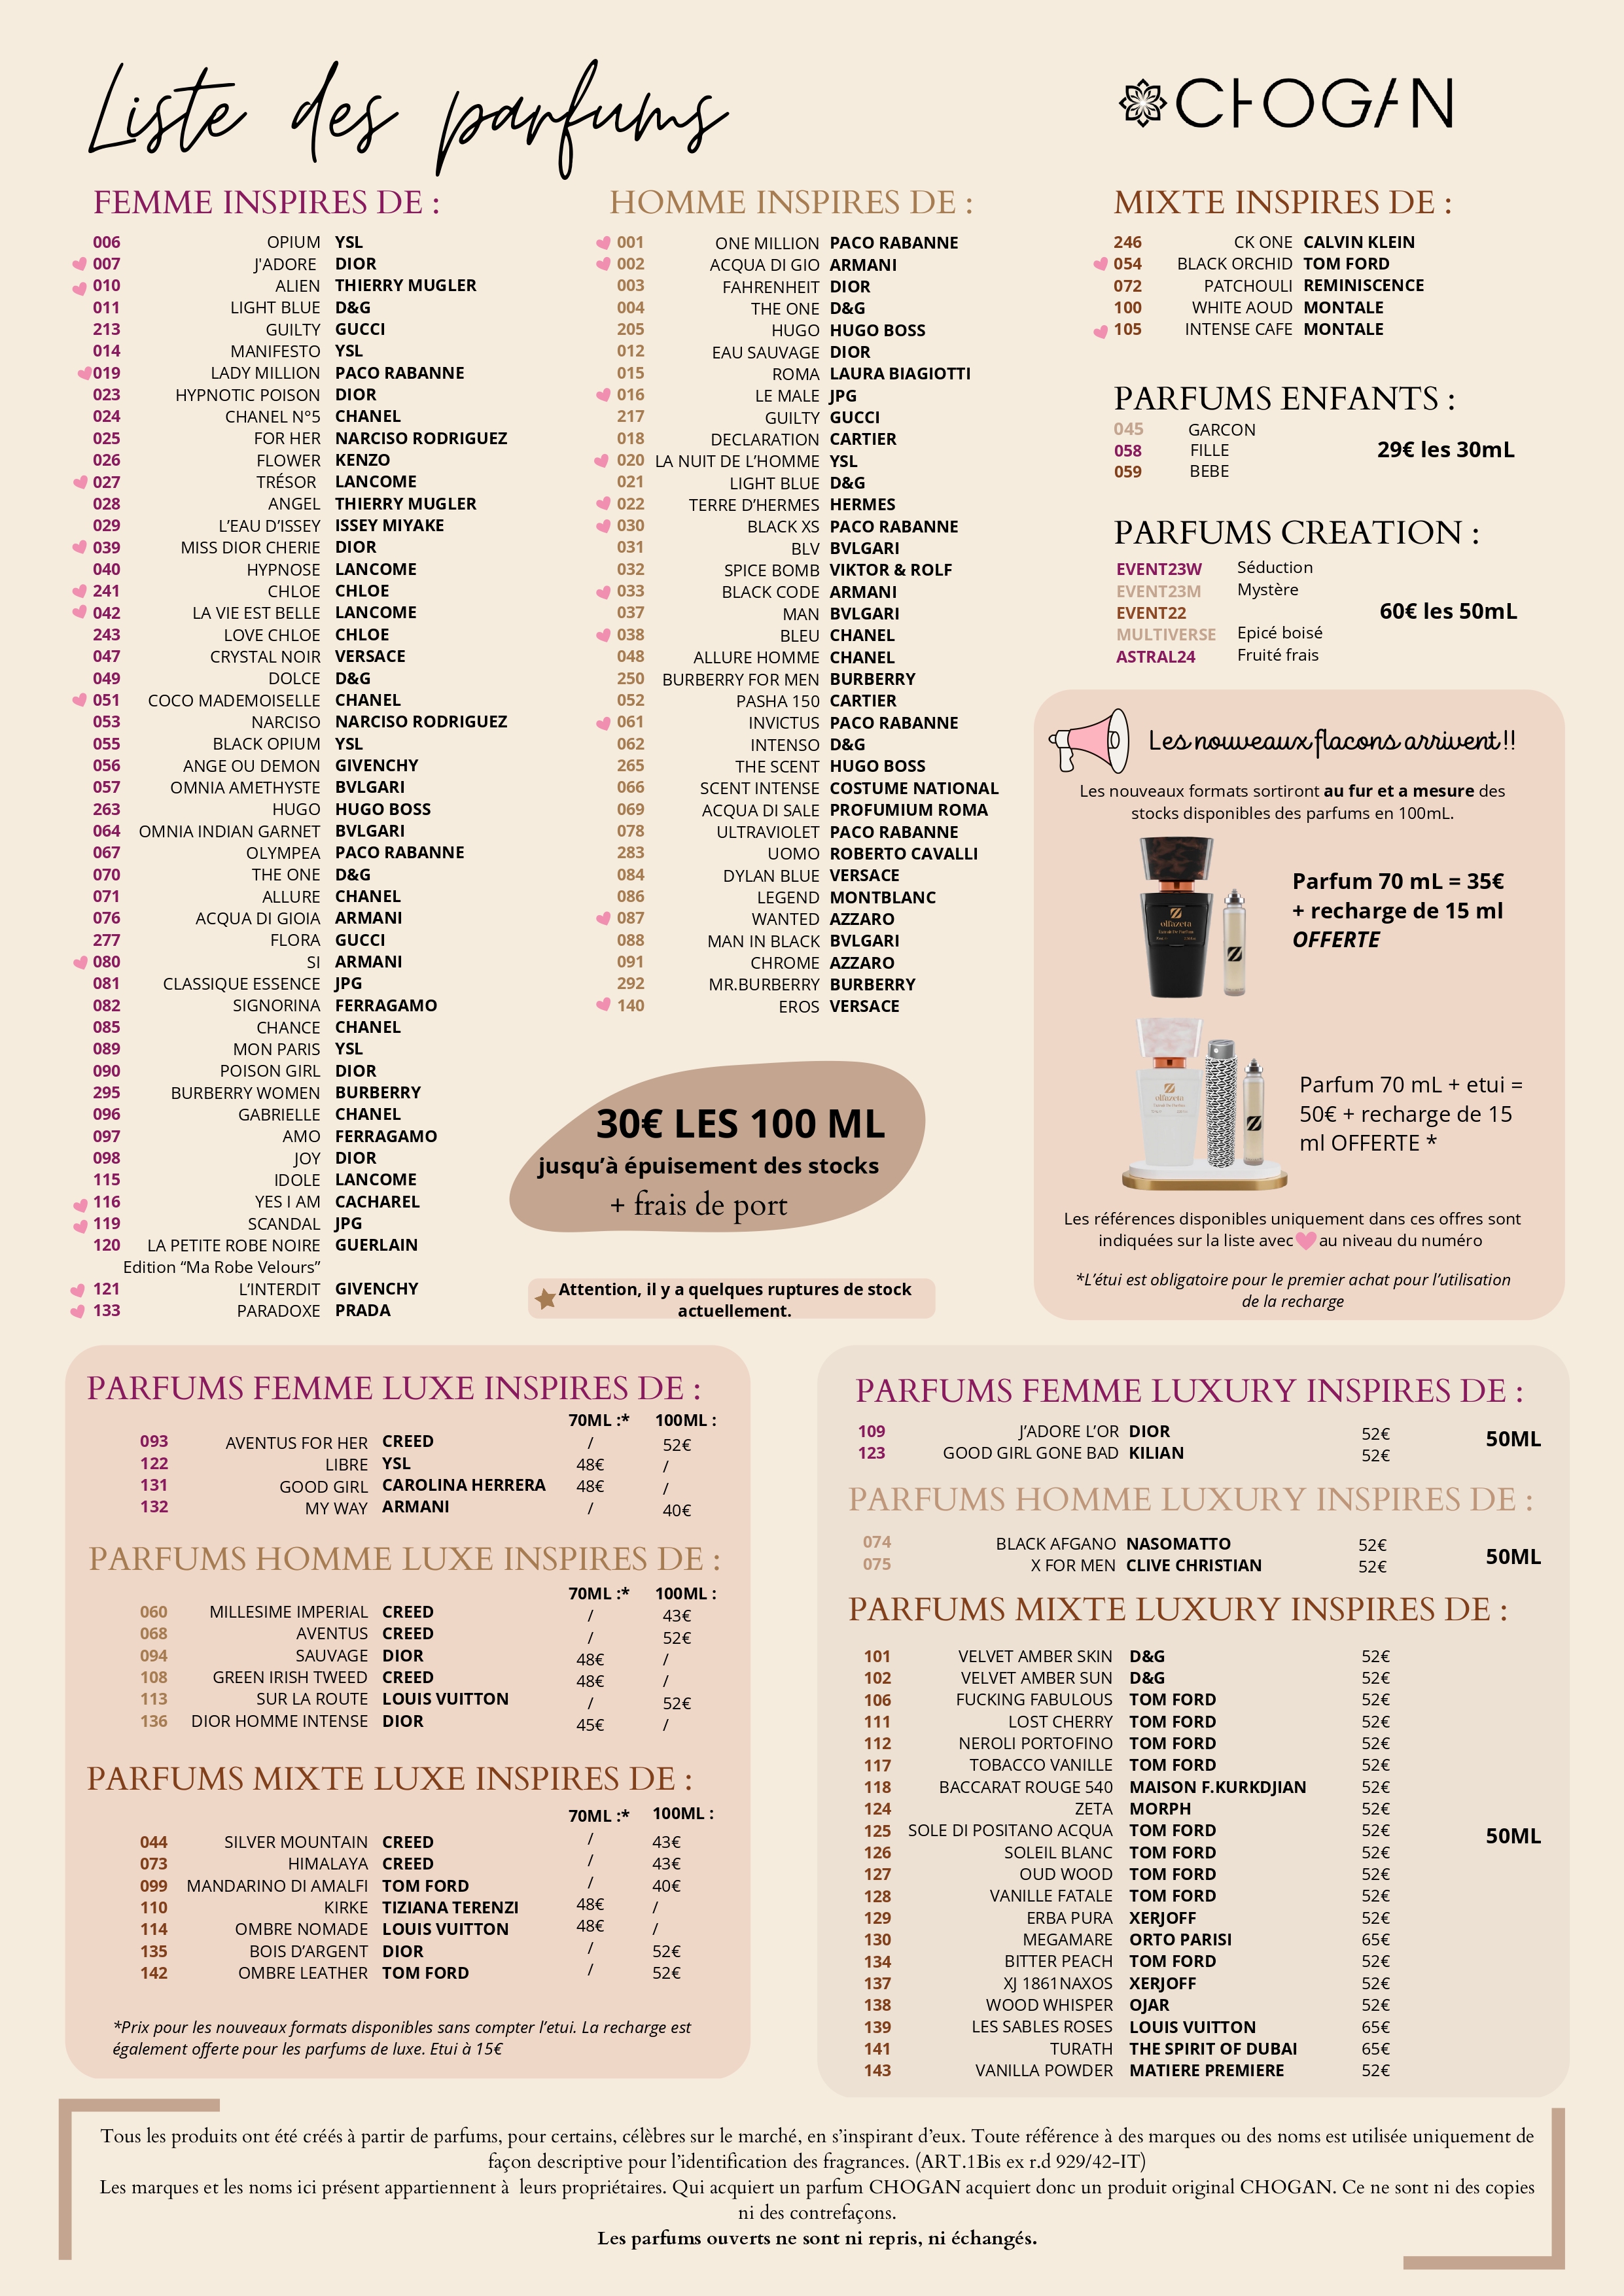 Liste des parfums
CHOGAN
FEMME INSPIRES DE :
006 OPIUM YSL
007 J'ADORE DIOR
010 ALIEN THIERRY MUGLER
011 LIGHT BLUE D&G
213 GUILTY GUCCI
014 MANIFESTO YSL
019 LADY MILLION PACO RABANNE
023 HYPNOTIC POISON DIOR
024 CHANEL N°5 CHANEL
025 FOR HER NARCISO RODRIGUEZ
026 FLOWER KENZO
027 TRÉSOR LANCOME
028 ANGEL THIERRY MUGLER
029 L'EAU D'ISSEY ISSEY MIYAKE
039 MISS DIOR CHERIE DIOR
040 HYPNOSE LANCOME
241 CHLOE CHLOE
042 LA VIE EST BELLE LANCOME
243 LOVE CHLOE CHLOE
047 CRYSTAL NOIR VERSACE
049 DOLCE D&G
051 COCO MADEMOISELLE CHANEL
053 NARCISO NARCISO RODRIGUEZ
055 BLACK OPIUM YSL
056 ANGE OU DEMON GIVENCHY
057 OMNIA AMETHYSTE BVLGARI
263 HUGO HUGO BOSS
064 OMNIA INDIAN GARNET BVLGARI
067 OLYMPEA PACO RABANNE
070 THE ONE D&G
071 ALLURE CHANEL
076 ACQUA DI GIOIA ARMANI
277 FLORA GUCCI
080 SI ARMANI
081 CLASSIQUE ESSENCE JPG
082 SIGNORINA FERRAGAMO
085 CHANCE CHANEL
089 MON PARIS YSL
090 POISON GIRL DIOR
295 BURBERRY WOMEN BURBERRY
096 GABRIELLE CHANEL
097 AMO FERRAGAMO
098 JOY DIOR
115 IDOLE LANCOME
116 YES I AM CACHAREL
119 SCANDAL JPG
120 LA PETITE ROBE NOIRE GUERLAIN
Edition “Ma Robe Velours”
121 L'INTERDIT GIVENCHY
133 PARADOXE PRADA
HOMME INSPIRES DE :
001 ONE MILLION PACO RABANNE
002 ACQUA DI GIO ARMANI
003 FAHRENHEIT DIOR
004 THE ONE D&G
205 HUGO HUGO BOSS
012 EAU SAUVAGE DIOR
015 ROMA LAURA BIAGIOTTI
016 LE MALE JPG
217 GUILTY GUCCI
018 DECLARATION CARTIER
020 LA NUIT DE L'HOMME YSL
021 LIGHT BLUE D&G
022 TERRE D'HERMES HERMES
030 BLACK XS PACO RABANNE
031 BLV BVLGARI
032 SPICE BOMB VIKTOR & ROLF
033 BLACK CODE ARMANI
037 MAN BVLGARI
038 BLEU CHANEL
048 ALLURE HOMME CHANEL
250 BURBERRY FOR MEN BURBERRY
052 PASHA 150 CARTIER
061 INVICTUS PACO RABANNE
062 INTENSO D&G
265 THE SCENT HUGO BOSS
066 SCENT INTENSE COSTUME NATIONAL
069 ACQUA DI SALE PROFUMIUM ROMA
078 ULTRAVIOLET PACO RABANNE
283 UOMO ROBERTO CAVALLI
084 DYLAN BLUE VERSACE
086 LEGEND MONTBLANC
087 WANTED AZZARO
088 MAN IN BLACK BVLGARI
091 CHROME AZZARO
292 MR.BURBERRY BURBERRY
140 EROS VERSACE
30€ LES 100 ML
jusqu'à épuisement des stocks
+ frais de port
Attention, il y a quelques ruptures de stock
actuellement.
MIXTE INSPIRES DE :
246 CK ONE CALVIN KLEIN
054 BLACK ORCHID TOM FORD
072 PATCHOULI REMINISCENCE
100 WHITE AOUD MONTALE
105 INTENSE CAFE MONTALE
PARFUMS ENFANTS :
045 GARCON
058 FILLE
059 BEBE
29€ les 30mL
PARFUMS CREATION :
EVENT23W Séduction
EVENT23M Mystère
EVENT22
MULTIVERSE Epicé boisé
ASTRAL24 Fruité frais
60€ les 50mL
Les nouveaux flacons arrivent !!
Les nouveaux formats sortiront au fur et a mesure des
stocks disponibles des parfums en 100mL.
olfazeta
Parfum 70 mL = 35€
+ recharge de 15 ml
OFFERTE
olfazeta
Parfum 70 mL + etui =
50€ + recharge de 15
ml OFFERTE *
Les références disponibles uniquement dans ces offres sont
indiquées sur la liste avec au niveau du numéro
*L'étui est obligatoire pour le premier achat pour l'utilisation
de la recharge
PARFUMS FEMME LUXE INSPIRES DE :
70ML :* 100ML :
093 AVENTUS FOR HER CREED / 52€
122 LIBRE YSL 48€ /
131 GOOD GIRL CAROLINA HERRERA 48€ /
132 MY WAY ARMANI / 40€
PARFUMS HOMME LUXE INSPIRES DE :
70ML :* 100ML :
060 MILLESIME IMPERIAL CREED / 43€
068 AVENTUS CREED / 52€
094 SAUVAGE DIOR 48€ /
108 GREEN IRISH TWEED CREED 48€ /
113 SUR LA ROUTE LOUIS VUITTON / 52€
136 DIOR HOMME INTENSE DIOR 45€ /
PARFUMS MIXTE LUXE INSPIRES DE :
70ML :* 100ML :
044 SILVER MOUNTAIN CREED / 43€
073 HIMALAYA CREED / 43€
099 MANDARINO DI AMALFI TOM FORD / 40€
110 KIRKE TIZIANA TERENZI 48€ /
114 OMBRE NOMADE LOUIS VUITTON 48€ /
135 BOIS D'ARGENT DIOR / 52€
142 OMBRE LEATHER TOM FORD / 52€
*Prix pour les nouveaux formats disponibles sans compter l'etui. La recharge est
également offerte pour les parfums de luxe. Etui à 15€
PARFUMS FEMME LUXURY INSPIRES DE :
109 J'ADORE L'OR DIOR 52€
123 GOOD GIRL GONE BAD KILIAN 52€
50ML
PARFUMS HOMME LUXURY INSPIRES DE :
074 BLACK AFGANO NASOMATTO 52€
075 X FOR MEN CLIVE CHRISTIAN 52€
50ML
PARFUMS MIXTE LUXURY INSPIRES DE :
101 VELVET AMBER SKIN D&G 52€
102 VELVET AMBER SUN D&G 52€
106 FUCKING FABULOUS TOM FORD 52€
111 LOST CHERRY TOM FORD 52€
112 NEROLI PORTOFINO TOM FORD 52€
117 TOBACCO VANILLE TOM FORD 52€
118 BACCARAT ROUGE 540 MAISON F.KURKDJIAN 52€
124 ZETA MORPH 52€
125 SOLE DI POSITANO ACQUA TOM FORD 52€
126 SOLEIL BLANC TOM FORD 52€
127 OUD WOOD TOM FORD 52€
128 VANILLE FATALE TOM FORD 52€
129 ERBA PURA XERJOFF 52€
130 MEGAMARE ORTO PARISI 65€
134 BITTER PEACH TOM FORD 52€
137 XJ 1861NAXOS XERJOFF 52€
138 WOOD WHISPER OJAR 52€
139 LES SABLES ROSES LOUIS VUITTON 65€
141 TURATH THE SPIRIT OF DUBAI 65€
143 VANILLA POWDER MATIERE PREMIERE 52€
50ML
Tous les produits ont été créés à partir de parfums, pour certains, célèbres sur le marché, en s'inspirant d'eux. Toute référence à des marques ou des noms est utilisée uniquement de
façon descriptive pour l'identification des fragrances. (ART.1Bis ex r.d 929/42-IT)
Les marques et les noms ici présent appartiennent à leurs propriétaires. Qui acquiert un parfum CHOGAN acquiert donc un produit original CHOGAN. Ce ne sont ni des copies
ni des contrefaçons.
Les parfums ouverts ne sont ni repris, ni échangés.